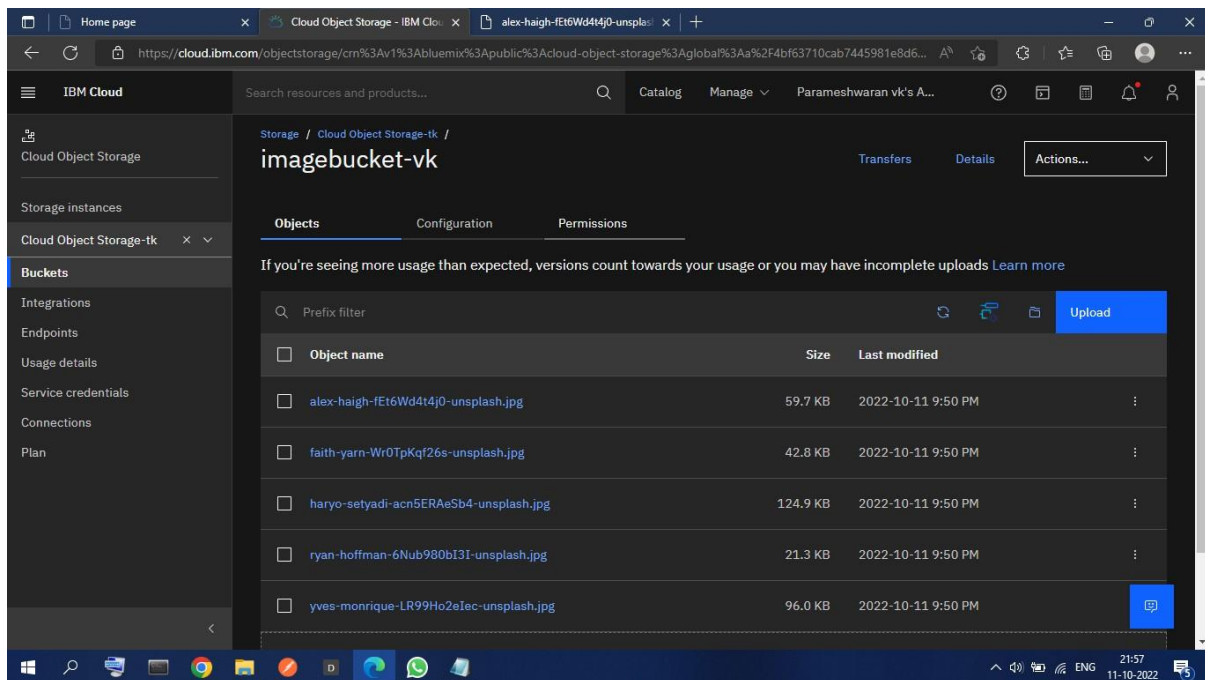 Home page
Cloud Object Storage - IBM Clou
alex-haigh-fEt6Wd4t4j0-unsplas
https://cloud.ibm.com/objectstorage/crn%3Av1%3Abluemix%3Apublic%3Acloud-object-storage%3Aglobal%3Aa%2F4bf63710cab7445981e8d6...
IBM Cloud
Search resources and products...
Catalog
Manage
Parameshwaran vk's A...
Cloud Object Storage
Storage instances
Cloud Object Storage-tk
Buckets
Integrations
Endpoints
Usage details
Service credentials
Connections
Plan
Storage / Cloud Object Storage-tk /
imagebucket-vk
Transfers
Details
Actions...
Objects
Configuration
Permissions
If you're seeing more usage than expected, versions count towards your usage or you may have incomplete uploads Learn more
Prefix filter
Upload
Object name Size Last modified
alex-haigh-fEt6Wd4t4j0-unsplash.jpg 59.7 KB 2022-10-11 9:50 PM
faith-yarn-Wr0TpKqf26s-unsplash.jpg 42.8 KB 2022-10-11 9:50 PM
haryo-setyadi-acn5ERAeSb4-unsplash.jpg 124.9 KB 2022-10-11 9:50 PM
ryan-hoffman-6Nub980bI3I-unsplash.jpg 21.3 KB 2022-10-11 9:50 PM
yves-monrique-LR99Ho2eIec-unsplash.jpg 96.0 KB 2022-10-11 9:50 PM
D
ENG
21:57
11-10-2022
5